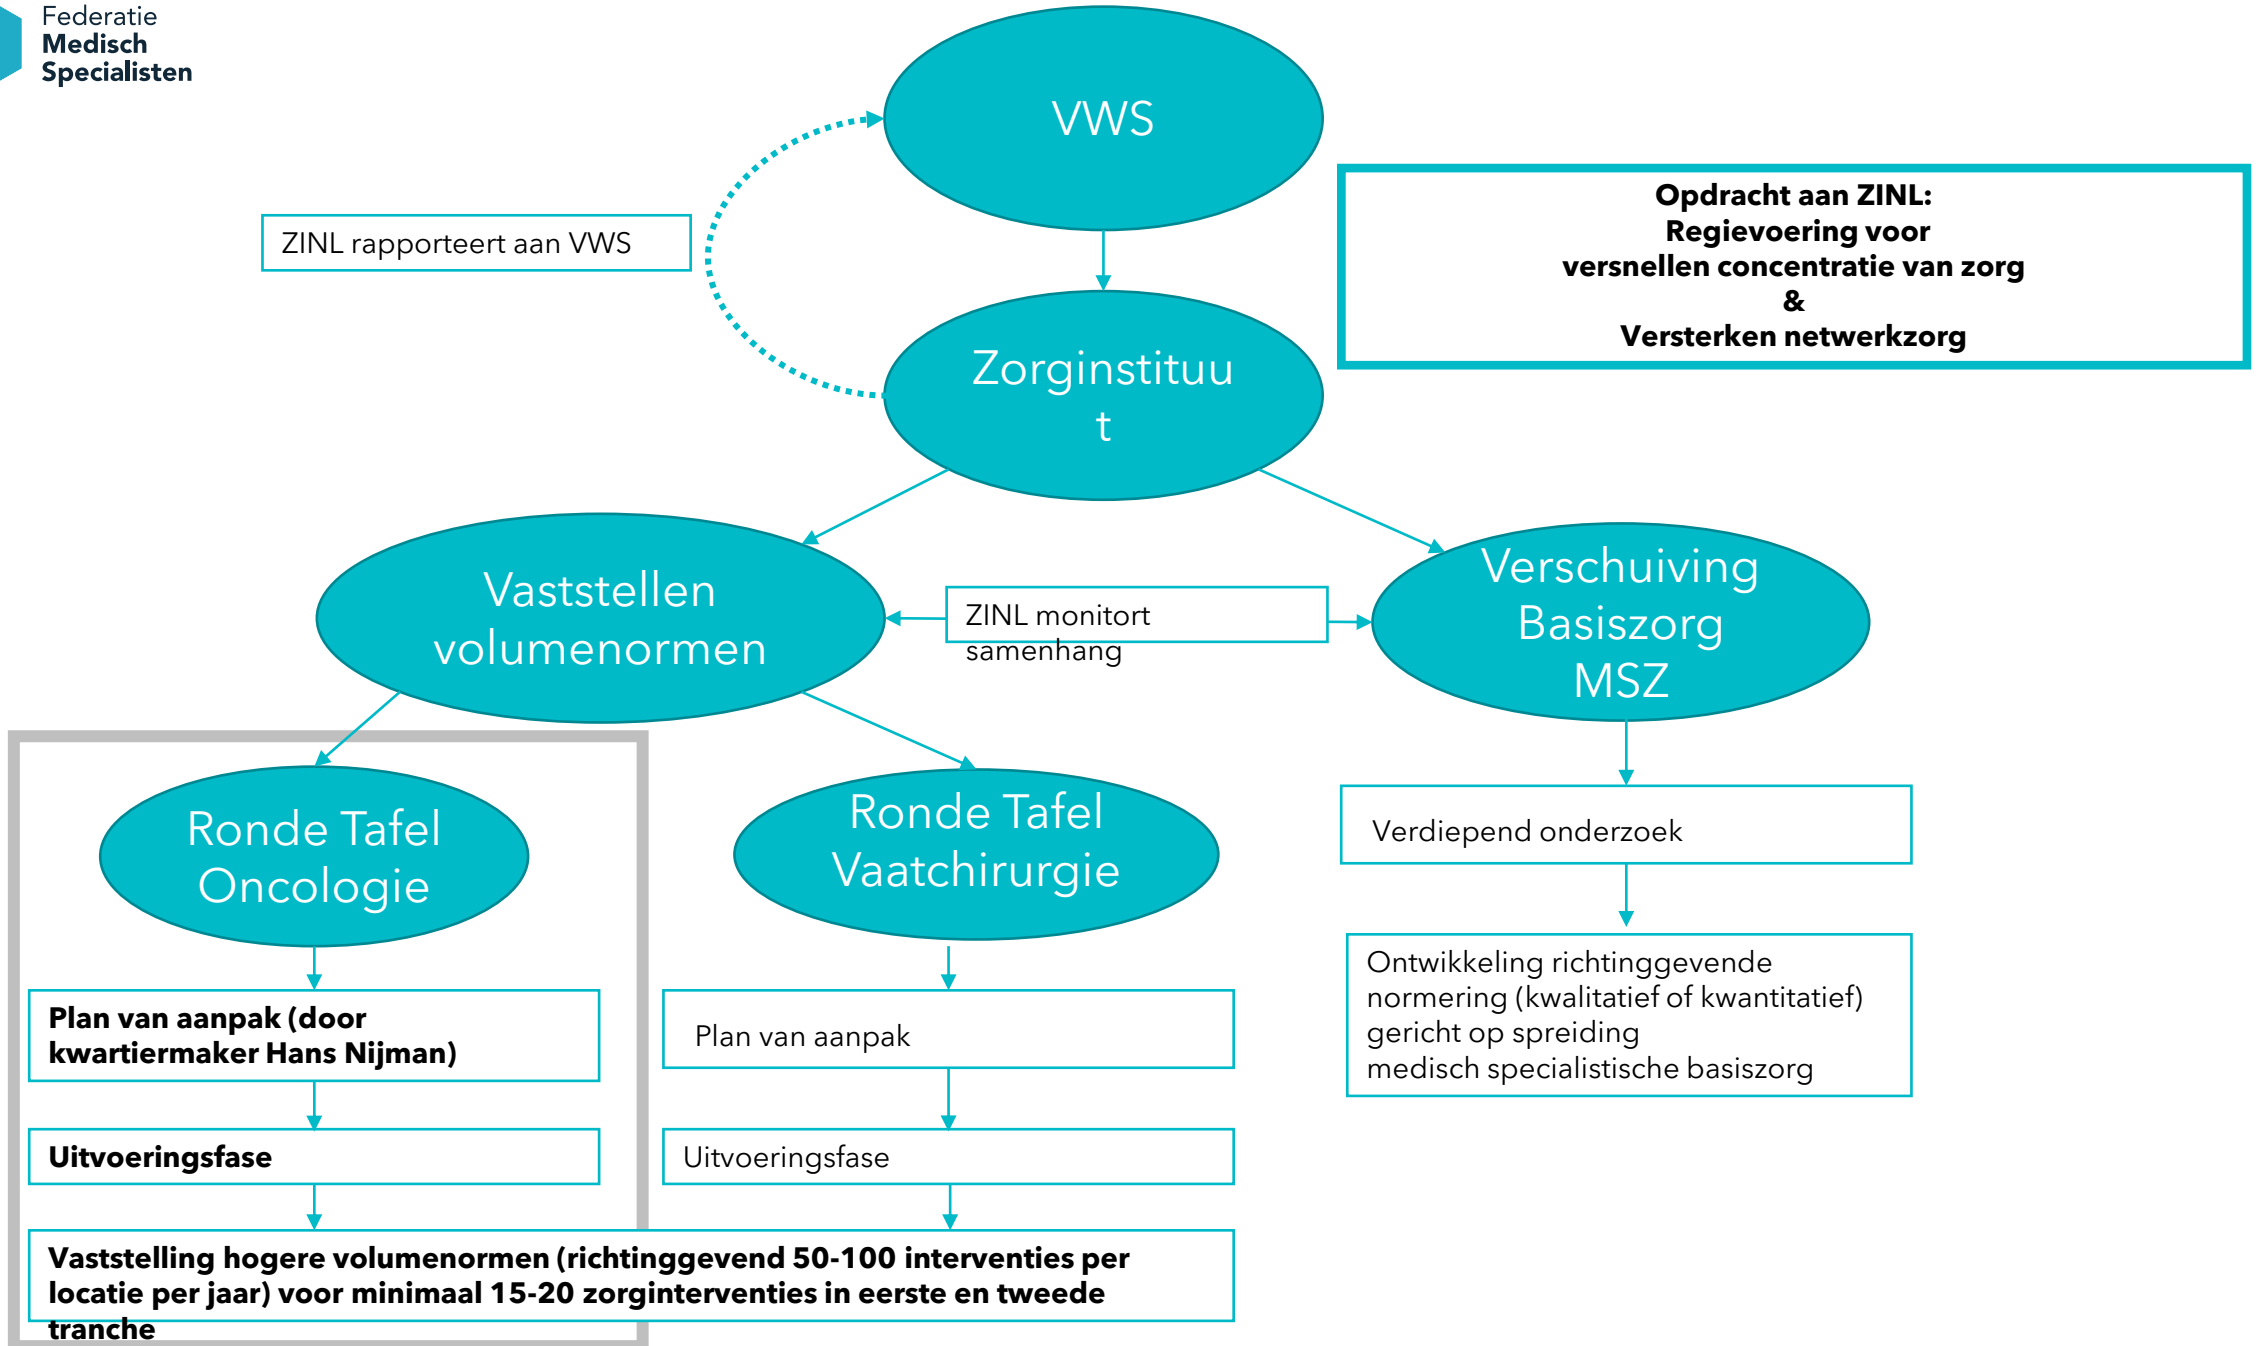 Federatie
Medisch
Specialisten
VWS
Opdracht aan ZINL:
Regievoering voor
versnellen concentratie van zorg
&
Versterken netwerkzorg
ZINL rapporteert aan VWS
Zorginstituu
t
Vaststellen
volumenormen
ZINL monitort
samenhang
Verschuiving
Basiszorg
MSZ
Ronde Tafel
Oncologie
Ronde Tafel
Vaatchirurgie
Verdiepend onderzoek
Plan van aanpak (door
kwartiermaker Hans Nijman)
Plan van aanpak
Ontwikkeling richtinggevende
normering (kwalitatief of kwantitatief)
gericht op spreiding
medisch specialistische basiszorg
Uitvoeringsfase
Uitvoeringsfase
Vaststelling hogere volumenormen (richtinggevend 50-100 interventies per
locatie per jaar) voor minimaal 15-20 zorginterventies in eerste en tweede
tranche